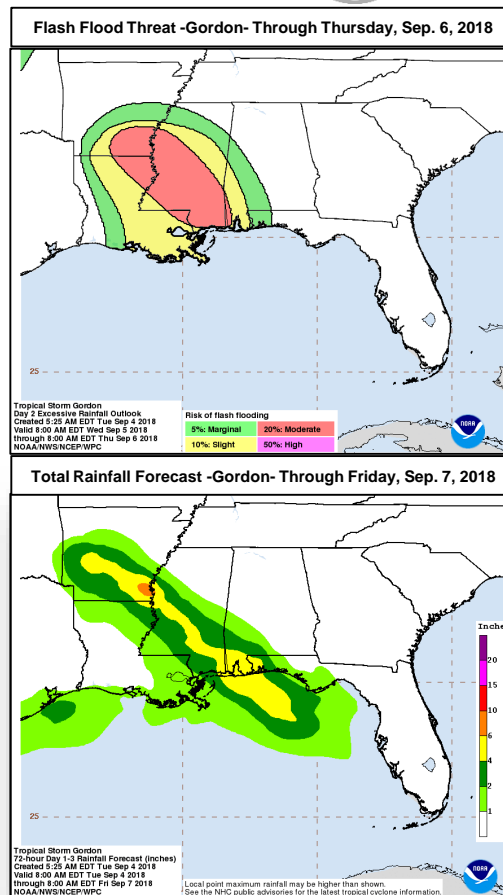 Flash Flood Threat -Gordon- Through Thursday, Sep. 6, 2018
25
Tropical Storm Gordon
Day 2 Excessive Rainfall Outlook
Created 5:25 AM EDT Tue Sep 4 2018
Valid 8:00 AM EDT Wed Sep 5 2018
through 8:00 AM EDT Thu Sep 6 2018
NOAA/NWS/NCEP/WPC
Risk of flash flooding
5%: Marginal 20%: Moderate
10%: Slight 50%: High
NOAA
Total Rainfall Forecast -Gordon- Through Friday, Sep. 7, 2018
Inche
20
15
10
6
4
2
1
25
Tropical Storm Gordon
72-hour Day 1-3 Rainfall Forecast (inches)
Created 5:25 AM EDT Tue Sep 4 2018
Valid 8:00 AM EDT Tue Sep 4 2018
through 8:00 AM EDT Fri Sep 7 2018
NOAA/NWS/NCEP/WPC
Local point maximum rainfall may be higher than shown.
See the NHC public advisories for the latest tropical cyclone information.
NOAA